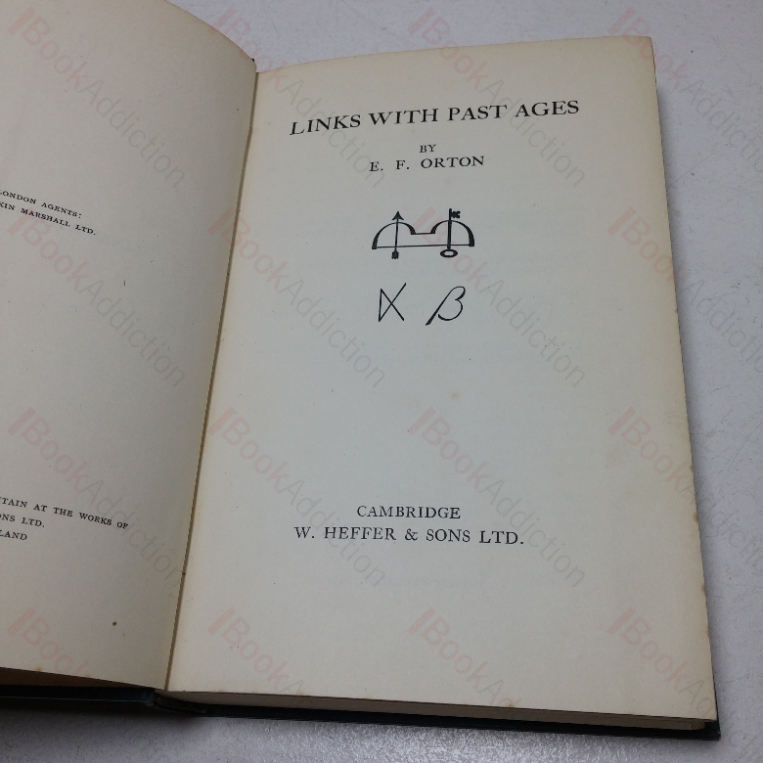 LONDON AGENTS:
KIN MARSHALL LTD.
TAIN AT THE WORKS OF
ONS LTD.
LAND
LINKS WITH PAST AGES
BY
E. F. ORTON
β
CAMBRIDGE
W. HEFFER & SONS LTD.
BookAddiction